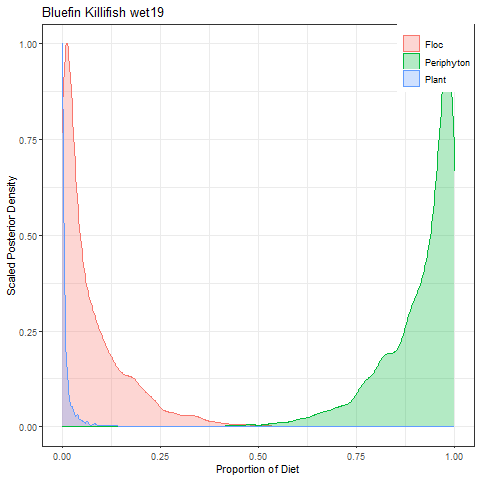 Bluefin Killifish wet19
Floc
Periphyton
Plant
1.00
0.75
0.50
0.25
0.00
Scaled Posterior Density
0.00 0.25 0.50 0.75 1.00
Proportion of Diet